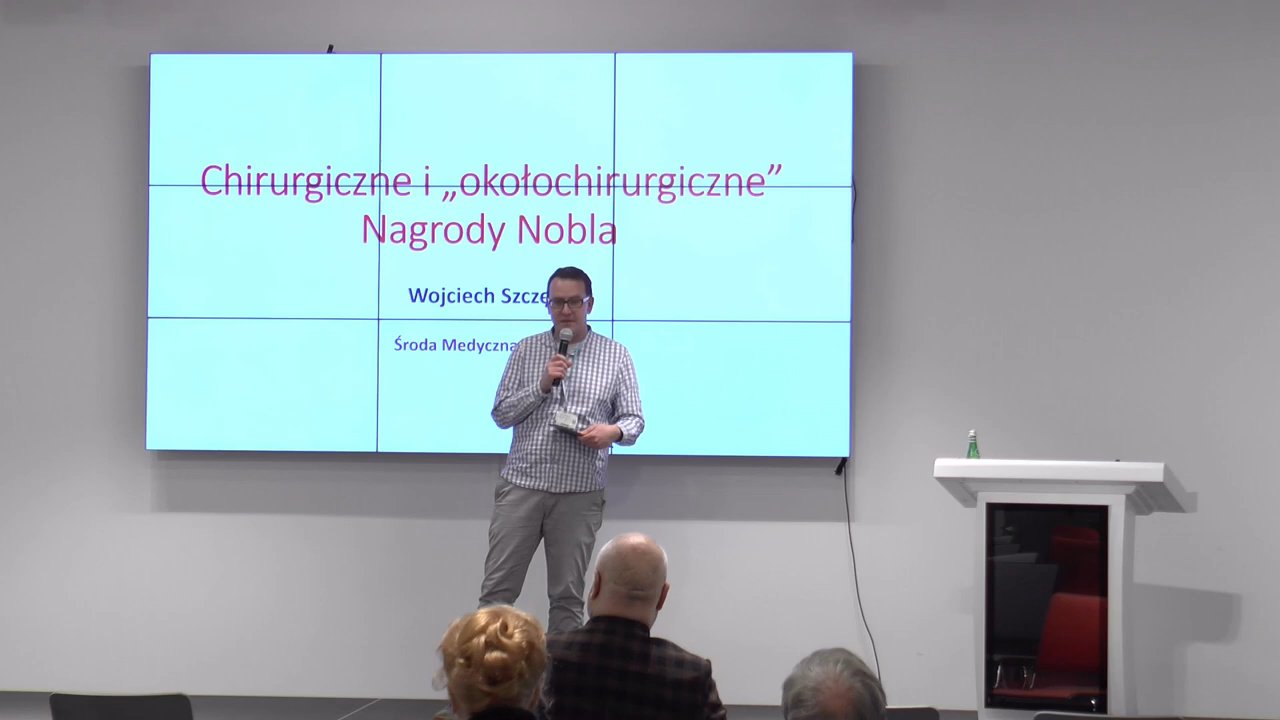 Chirurgiczne i „okołochirurgiczne”
Nagrody Nobla
Wojciech
Środa Medyczna